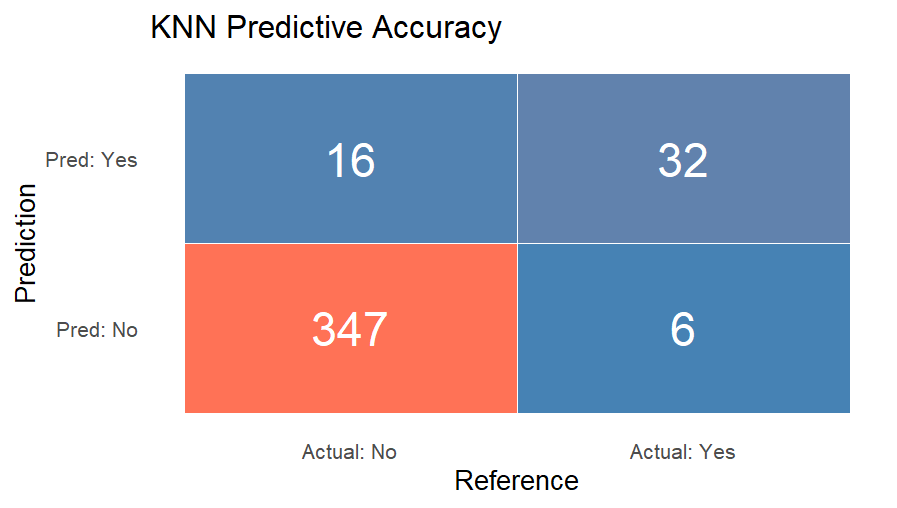 KNN Predictive Accuracy
Prediction
Pred: Yes
16
32
Pred: No
347
6
Actual: No
Actual: Yes
Reference